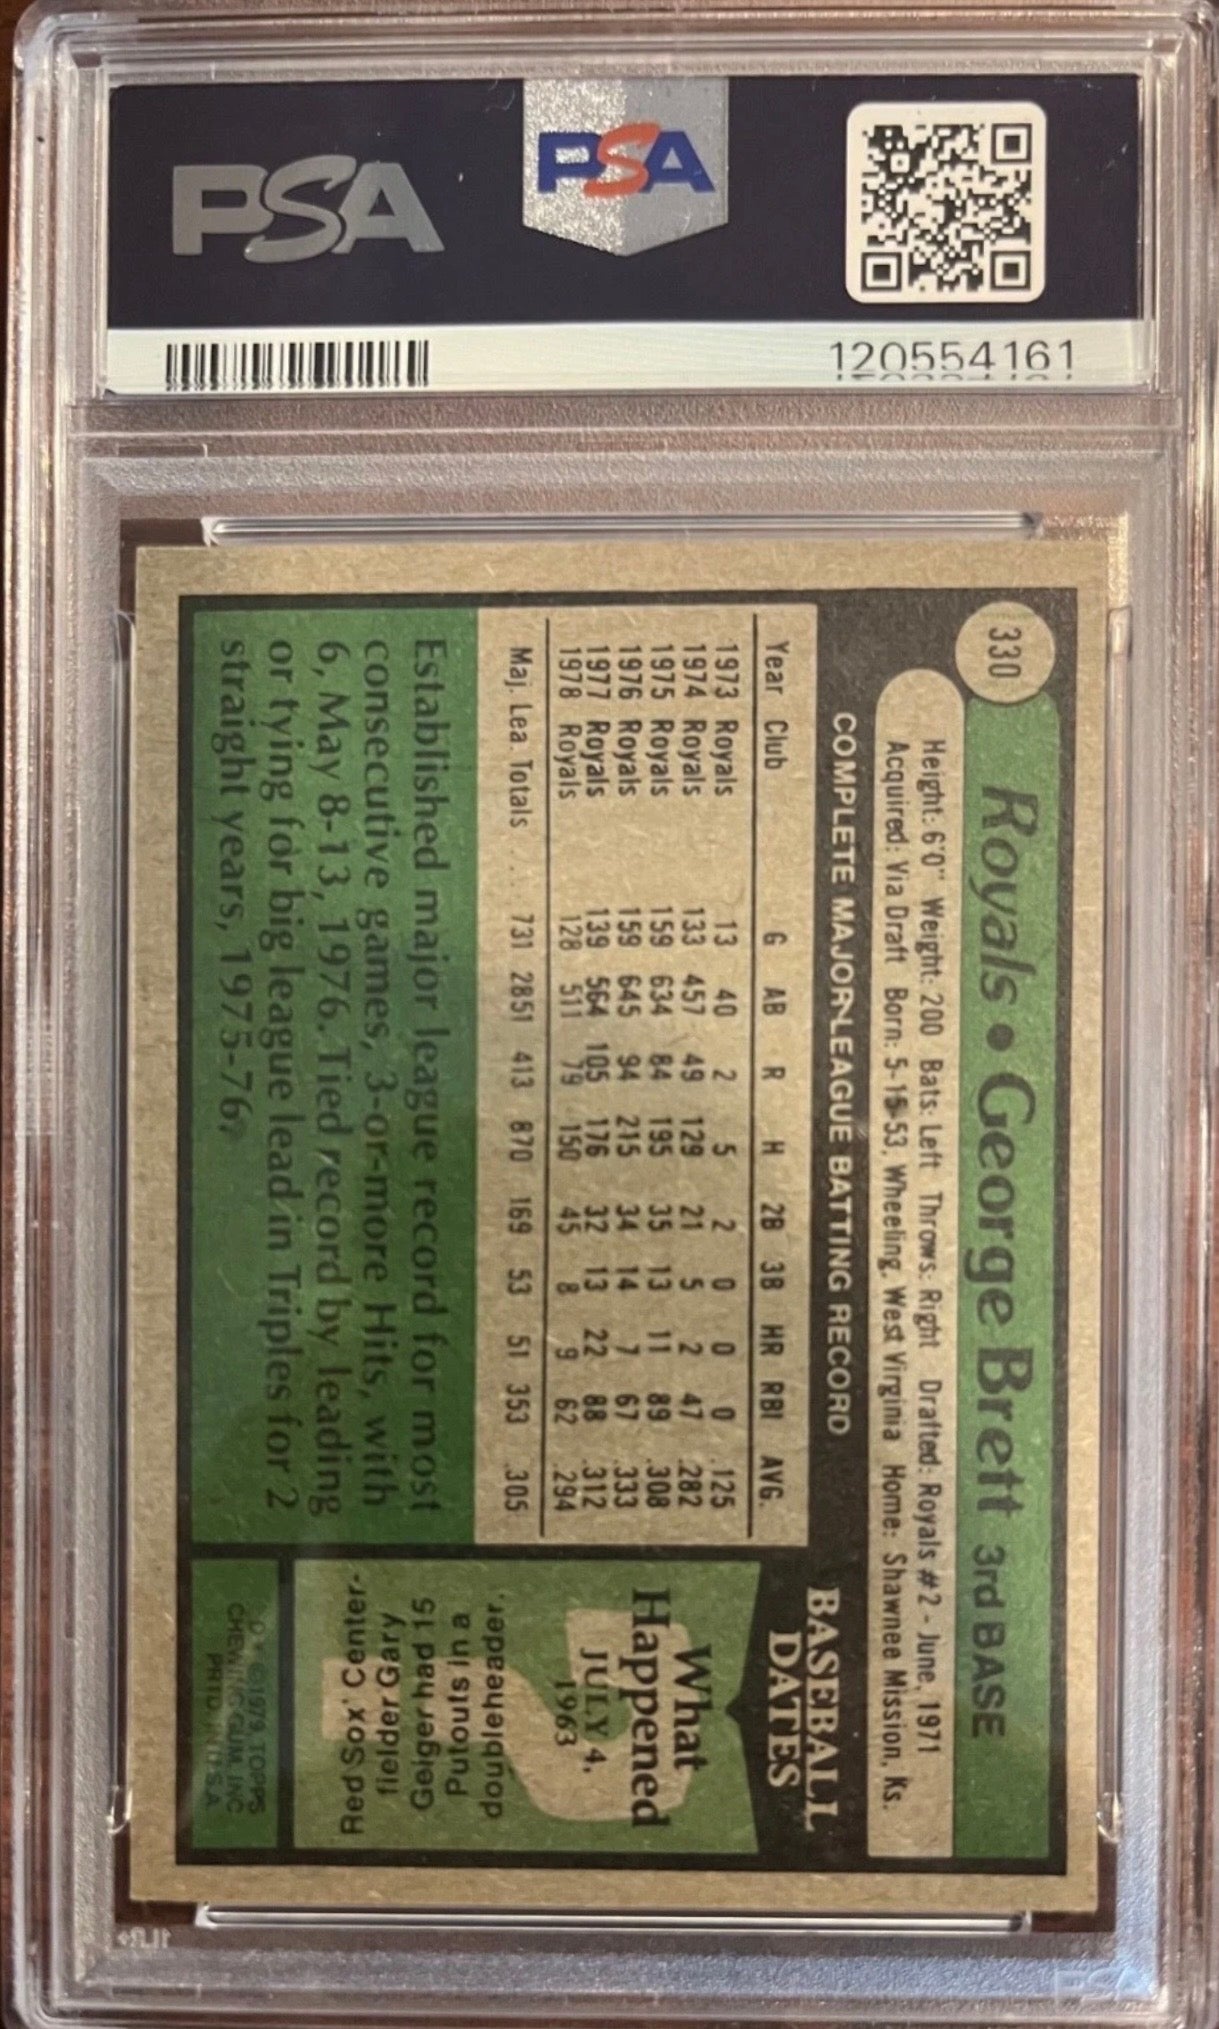 PSA
PSA
120554161
330
Royals • George Brett 3rd BASE
Height: 6'0" Weight: 200 Bats: Left Throws: Right Drafted: Royals #2 - June, 1971
Acquired: Via Draft Born: 5-15-53, Wheeling, West Virginia Home: Shawnee Mission, Ks.
COMPLETE MAJOR LEAGUE BATTING RECORD
Year Club G AB R H 2B 3B HR RBI AVG.
1973 Royals 13 40 2 5 2 0 0 0 .125
1974 Royals 133 457 49 129 21 5 2 47 .282
1975 Royals 159 634 84 195 35 13 11 89 .308
1976 Royals 159 645 94 215 34 14 7 67 .333
1977 Royals 139 564 105 176 32 13 22 88 .312
1978 Royals 128 511 79 150 45 8 9 62 .294
Maj. Lea. Totals ... 731 2851 413 870 169 53 51 353 .305
Established major league record for most
consecutive games, 3-or-more Hits, with
6, May 8-13, 1976. Tied record by leading
or tying for big league lead in Triples for 2
straight years, 1975-76.
BASEBALL
DATES
What
Happened
JULY 4,
1963
Red Sox' Center-
fielder Gary
Geiger had 15
Putouts in a
doubleheader.
©1979 TOPPS
CHEWING GUM, INC.
PRTD. IN U.S.A.